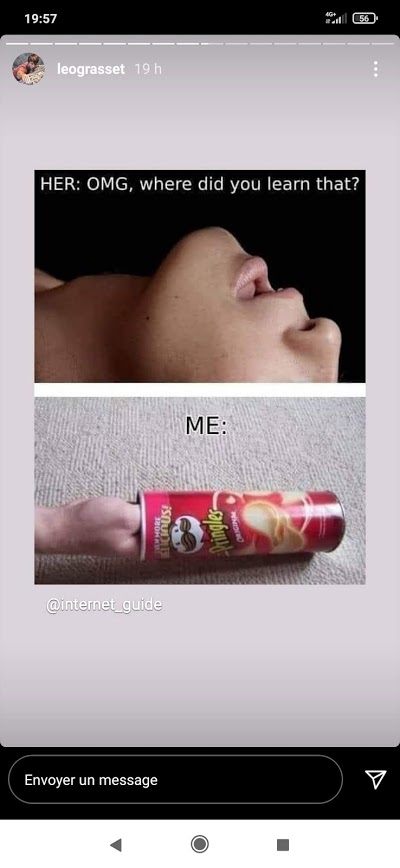 19:57
4G+
56
leograsset 19 h
HER: OMG, where did you learn that?
ME:
Pringles
ORIGINAL
@internet_guide
Envoyer un message